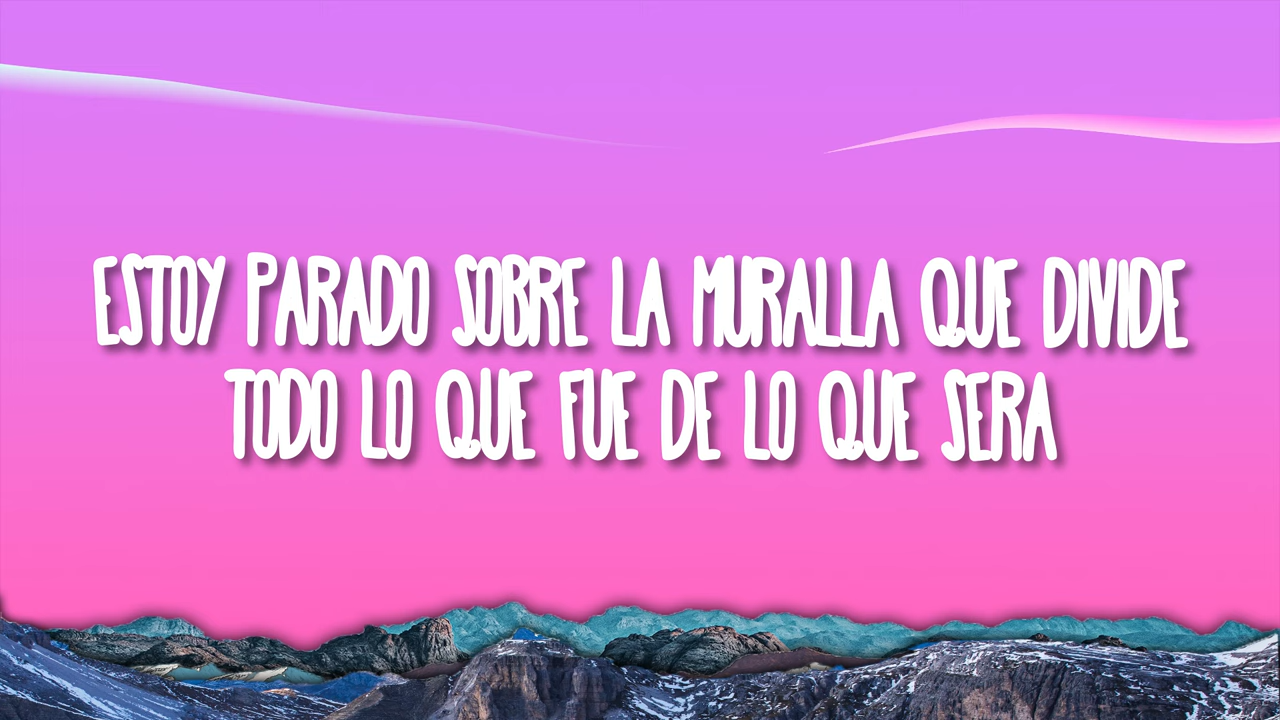 ESTOY PARADO SOBRE LA MURALLA QUE DIVIDE
TODO LO QUE FUE DE LO QUE SERA